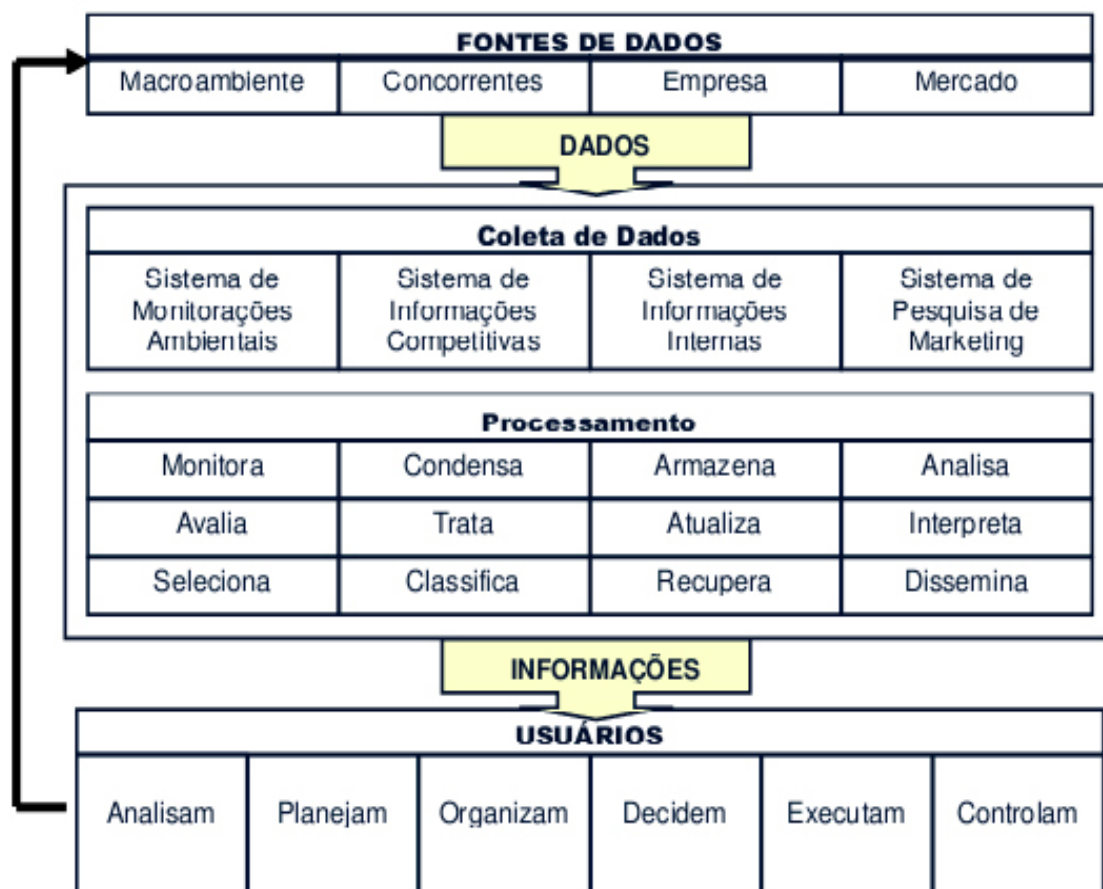 FONTES DE DADOS
Macroambiente Concorrentes Empresa Mercado
DADOS
Coleta de Dados
Sistema de Monitorações Ambientais
Sistema de Informações Competitivas
Sistema de Informações Internas
Sistema de Pesquisa de Marketing
Processamento
Monitora Condensa Armazena Analisa
Avalia Trata Atualiza Interpreta
Seleciona Classifica Recupera Dissemina
INFORMAÇÕES
USUÁRIOS
Analisam Planejam Organizam Decidem Executam Controlam